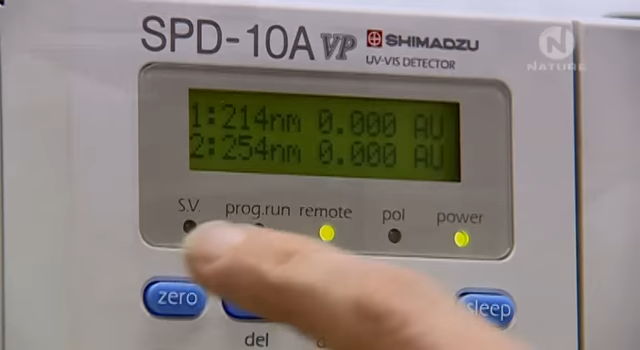 SPD-10A VP SHIMADZU
UV-VIS DETECTOR
N
NATURE
1:214nm 0.000 AU
2:254nm 0.000 AU
S.V. prog.run remote pol power
zero sleep
del